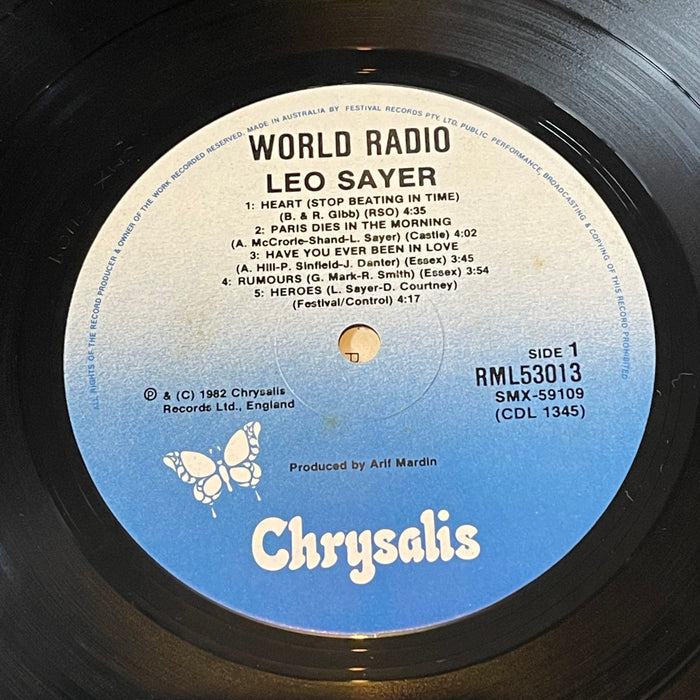 ALL RIGHTS OF THE RECORD PRODUCER & OWNER OF THE WORK RECORDED RESERVED. MADE IN AUSTRALIA BY FESTIVAL RECORDS PTY. LTD. PUBLIC PERFORMANCE, BROADCASTING & COPYING OF THIS RECORD PROHIBITED
WORLD RADIO
LEO SAYER
1: HEART (STOP BEATING IN TIME)
(B. & R. Gibb) (RSO) 4:35
2: PARIS DIES IN THE MORNING
(A. McCrorie-Shand-L. Sayer) (Castle) 4:02
3: HAVE YOU EVER BEEN IN LOVE
(A. Hill-P. Sinfield-J. Danter) (Essex) 3:45
4: RUMOURS (G. Mark-R. Smith) (Essex) 3:54
5: HEROES (L. Sayer-D. Courtney)
(Festival/Control) 4:17
SIDE 1
RML53013
SMX-59109
(CDL 1345)
℗ & (C) 1982 Chrysalis
Records Ltd., England
Produced by Arif Mardin
Chrysalis